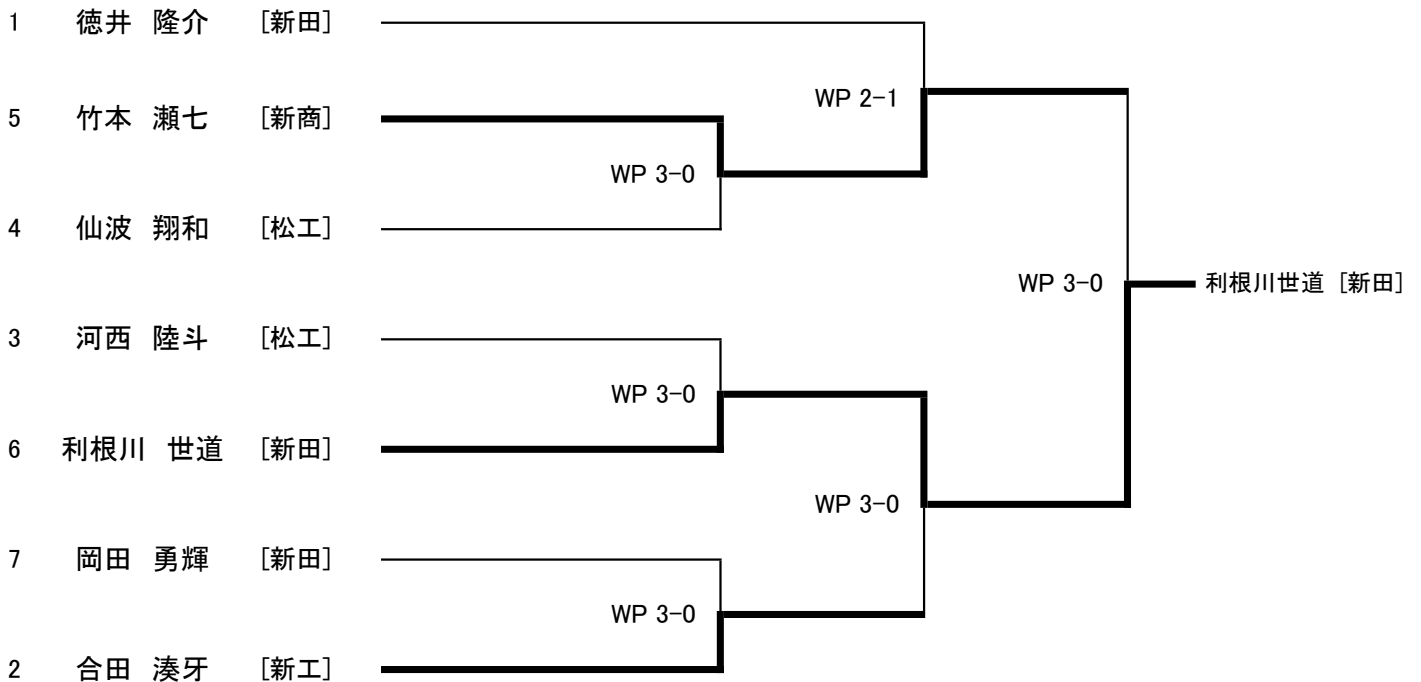 1 徳井 隆介 [新田]
WP 2-1
5 竹本 瀬七 [新商]
WP 3-0
4 仙波 翔和 [松工]
WP 3-0 利根川世道 [新田]
3 河西 陸斗 [松工]
WP 3-0
6 利根川 世道 [新田]
WP 3-0
7 岡田 勇輝 [新田]
WP 3-0
2 合田 湊牙 [新工]